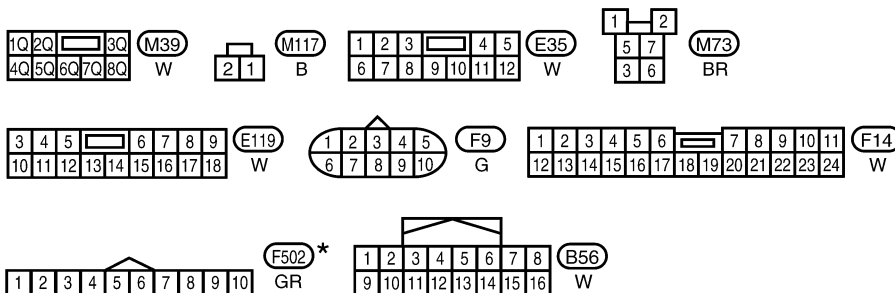 1Q 2Q 3Q M39
4Q 5Q 6Q 7Q 8Q W
2 1 M117
B
1 2 3 4 5 E35
6 7 8 9 10 11 12 W
1 2
5 7 M73
3 6 BR
3 4 5 6 7 8 9 E119
10 11 12 13 14 15 16 17 18 W
1 2 3 4 5 F9
6 7 8 9 10 G
1 2 3 4 5 6 7 8 9 10 11 F14
12 13 14 15 16 17 18 19 20 21 22 23 24 W
F502 *
1 2 3 4 5 6 7 8 9 10 GR
1 2 3 4 5 6 7 8 B56
9 10 11 12 13 14 15 16 W